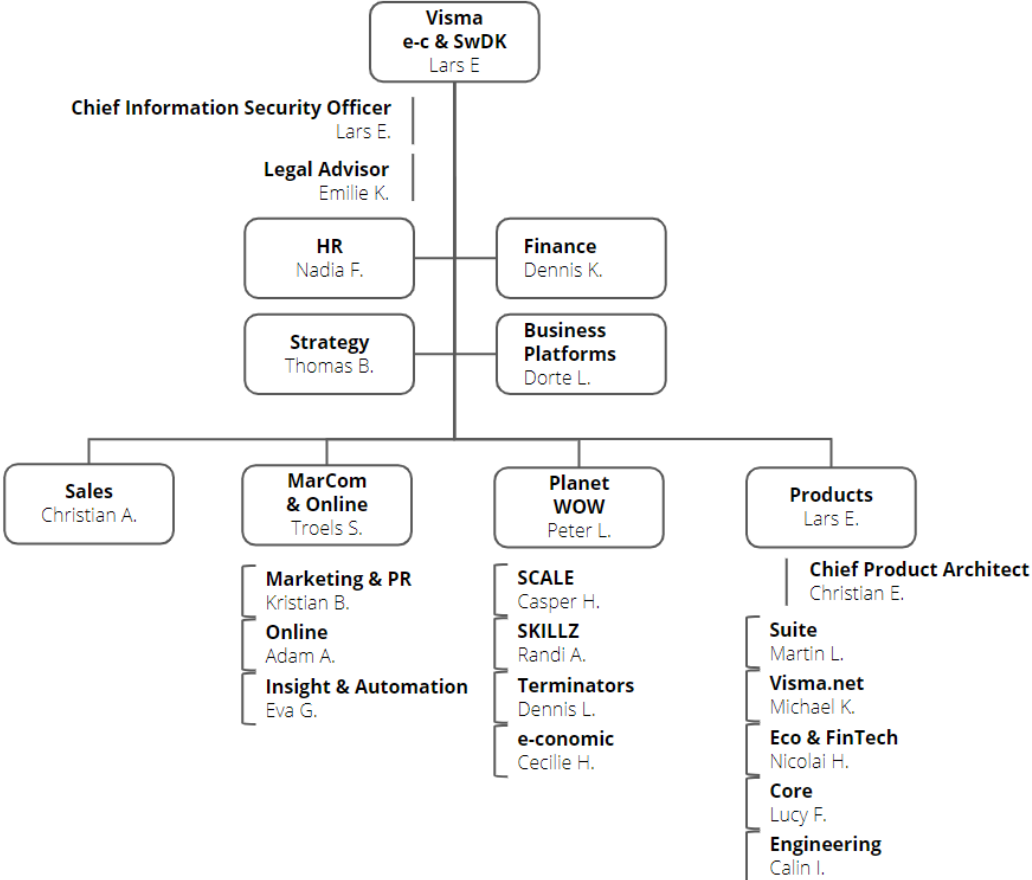 Visma
e-c & SwDK
Lars E
Chief Information Security Officer
Lars E.
Legal Advisor
Emilie K.
HR
Nadia F.
Finance
Dennis K.
Strategy
Thomas B.
Business
Platforms
Dorte L.
Sales
Christian A.
MarCom
& Online
Troels S.
Marketing & PR
Kristian B.
Online
Adam A.
Insight & Automation
Eva G.
Planet
WOW
Peter L.
SCALE
Casper H.
SKILLZ
Randi A.
Terminators
Dennis L.
e-conomic
Cecilie H.
Products
Lars E.
Chief Product Architect
Christian E.
Suite
Martin L.
Visma.net
Michael K.
Eco & FinTech
Nicolai H.
Core
Lucy F.
Engineering
Calin I.